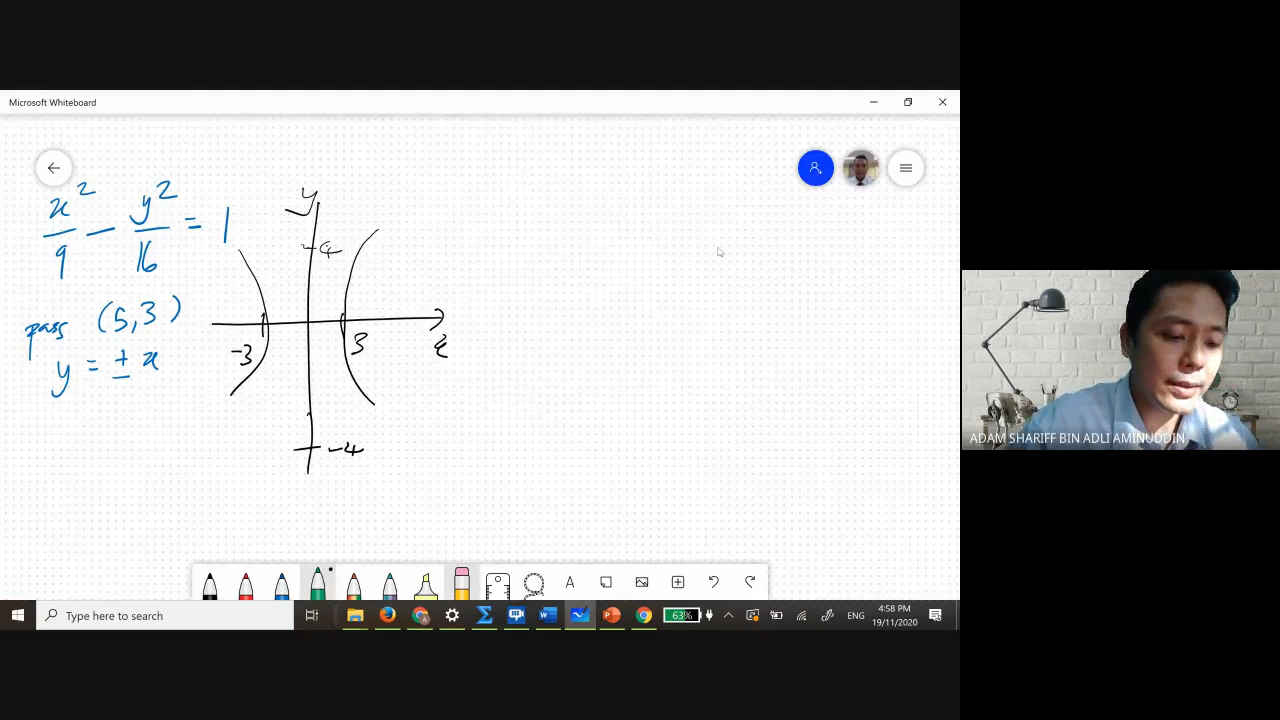 Microsoft Whiteboard
x² / 9 − y² / 16 = 1
pass (5,3)
y = ± x
y
4
-3
3
x
-4
ADAM SHARIFF BIN ADLI AMINUDDIN
A
Type here to search
63%
ENG
4:58 PM
19/11/2020